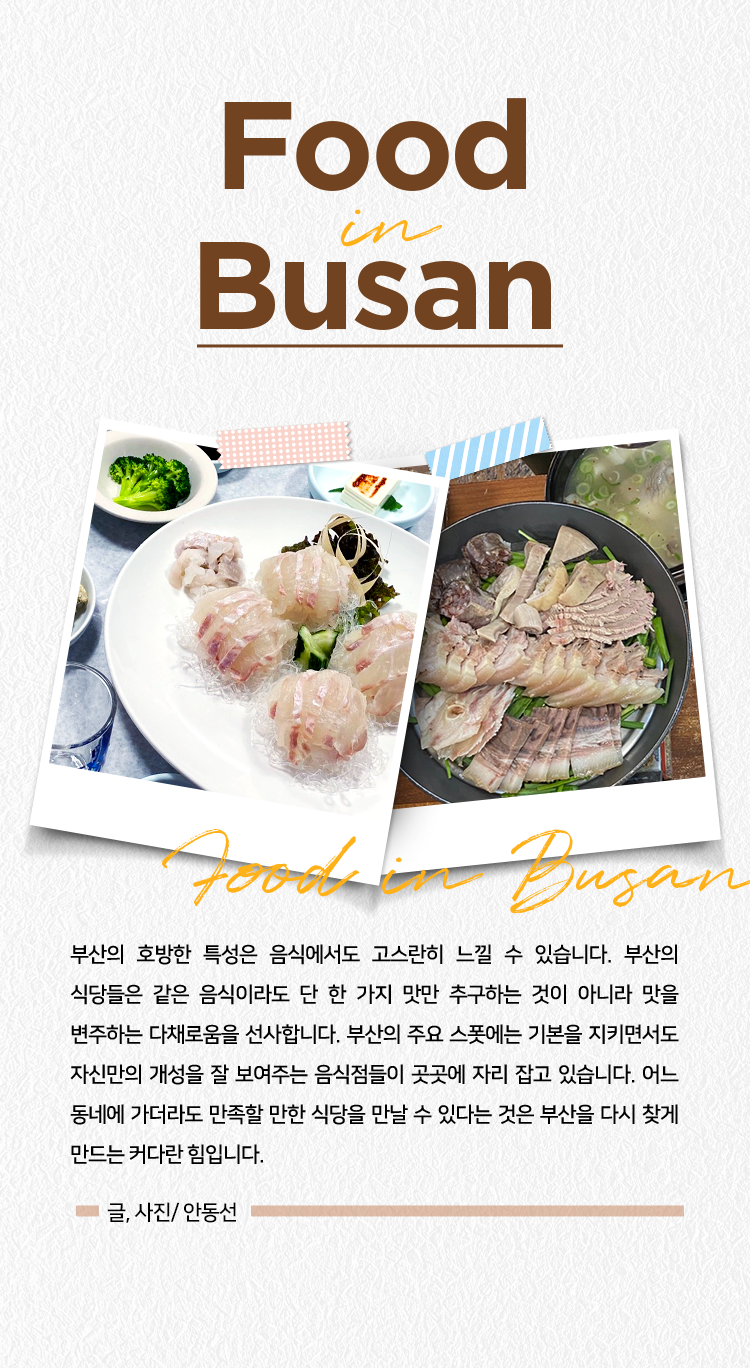 Food
in
Busan
Food in Busan
부산의 호방한 특성은 음식에서도 고스란히 느낄 수 있습니다. 부산의
식당들은 같은 음식이라도 단 한 가지 맛만 추구하는 것이 아니라 맛을
변주하는 다채로움을 선사합니다. 부산의 주요 스폿에는 기본을 지키면서도
자신만의 개성을 잘 보여주는 음식점들이 곳곳에 자리 잡고 있습니다. 어느
동네에 가더라도 만족할 만한 식당을 만날 수 있다는 것은 부산을 다시 찾게
만드는 커다란 힘입니다.
글, 사진/ 안동선